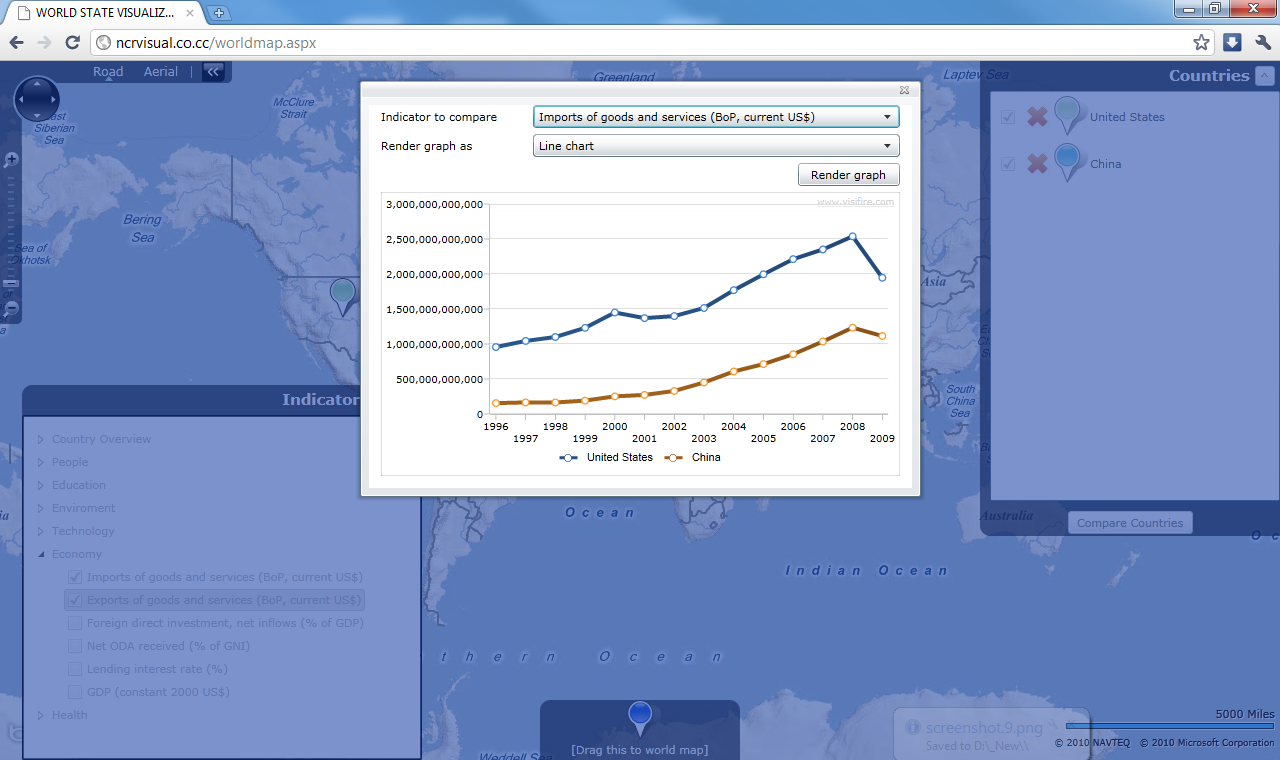 WORLD STATE VISUALIZ...
ncrvisual.co.cc/worldmap.aspx
Road Aerial
Greenland
Laptev Sea
Countries
McClure
Strait
East
Siberian
Sea
Indicator to compare
Imports of goods and services (BoP, current US$)
United States
Render graph as
Line chart
China
Render graph
www.visifire.com
Bering
Sea
Sea of
Okhotsk
Asia
3,000,000,000,000
2,500,000,000,000
2,000,000,000,000
1,500,000,000,000
1,000,000,000,000
500,000,000,000
0
1996 1998 2000 2002 2004 2006 2008
1997 1999 2001 2003 2005 2007 2009
United States China
South
China
Sea
Indicator
Country Overview
People
Education
Enviroment
Technology
Economy
Imports of goods and services (BoP, current US$)
Exports of goods and services (BoP, current US$)
Foreign direct investment, net inflows (% of GDP)
Net ODA received (% of GNI)
Lending interest rate (%)
GDP (constant 2000 US$)
Health
Ocean
Australia
Compare Countries
Indian Ocean
thern Ocean
Weddell Sea
[Drag this to world map]
screenshot.9.png
Saved to D:\_New\\
5000 Miles
© 2010 NAVTEQ © 2010 Microsoft Corporation